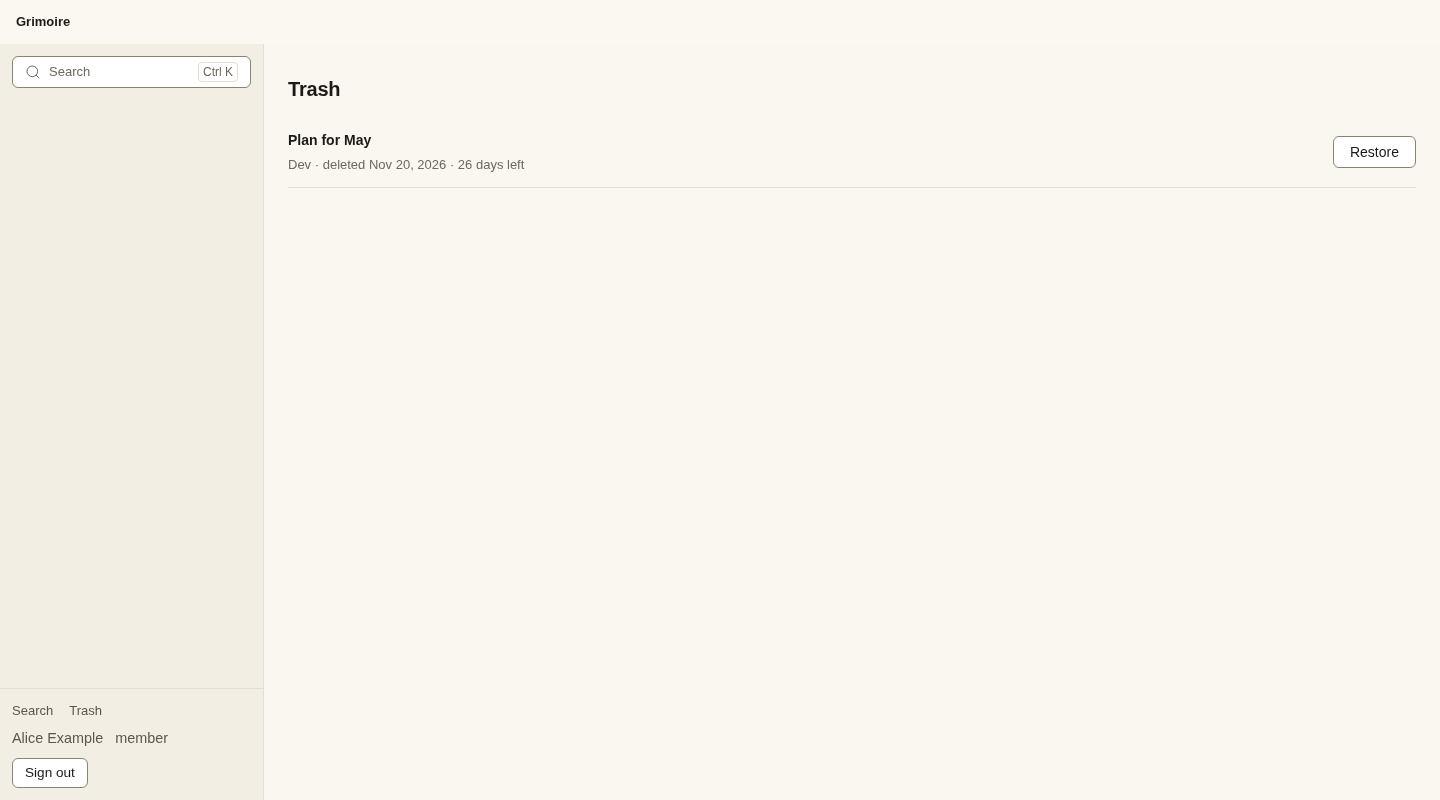 Grimoire
Search Ctrl K
Trash
Plan for May
Dev · deleted Nov 20, 2026 · 26 days left
Restore
Search Trash
Alice Example member
Sign out